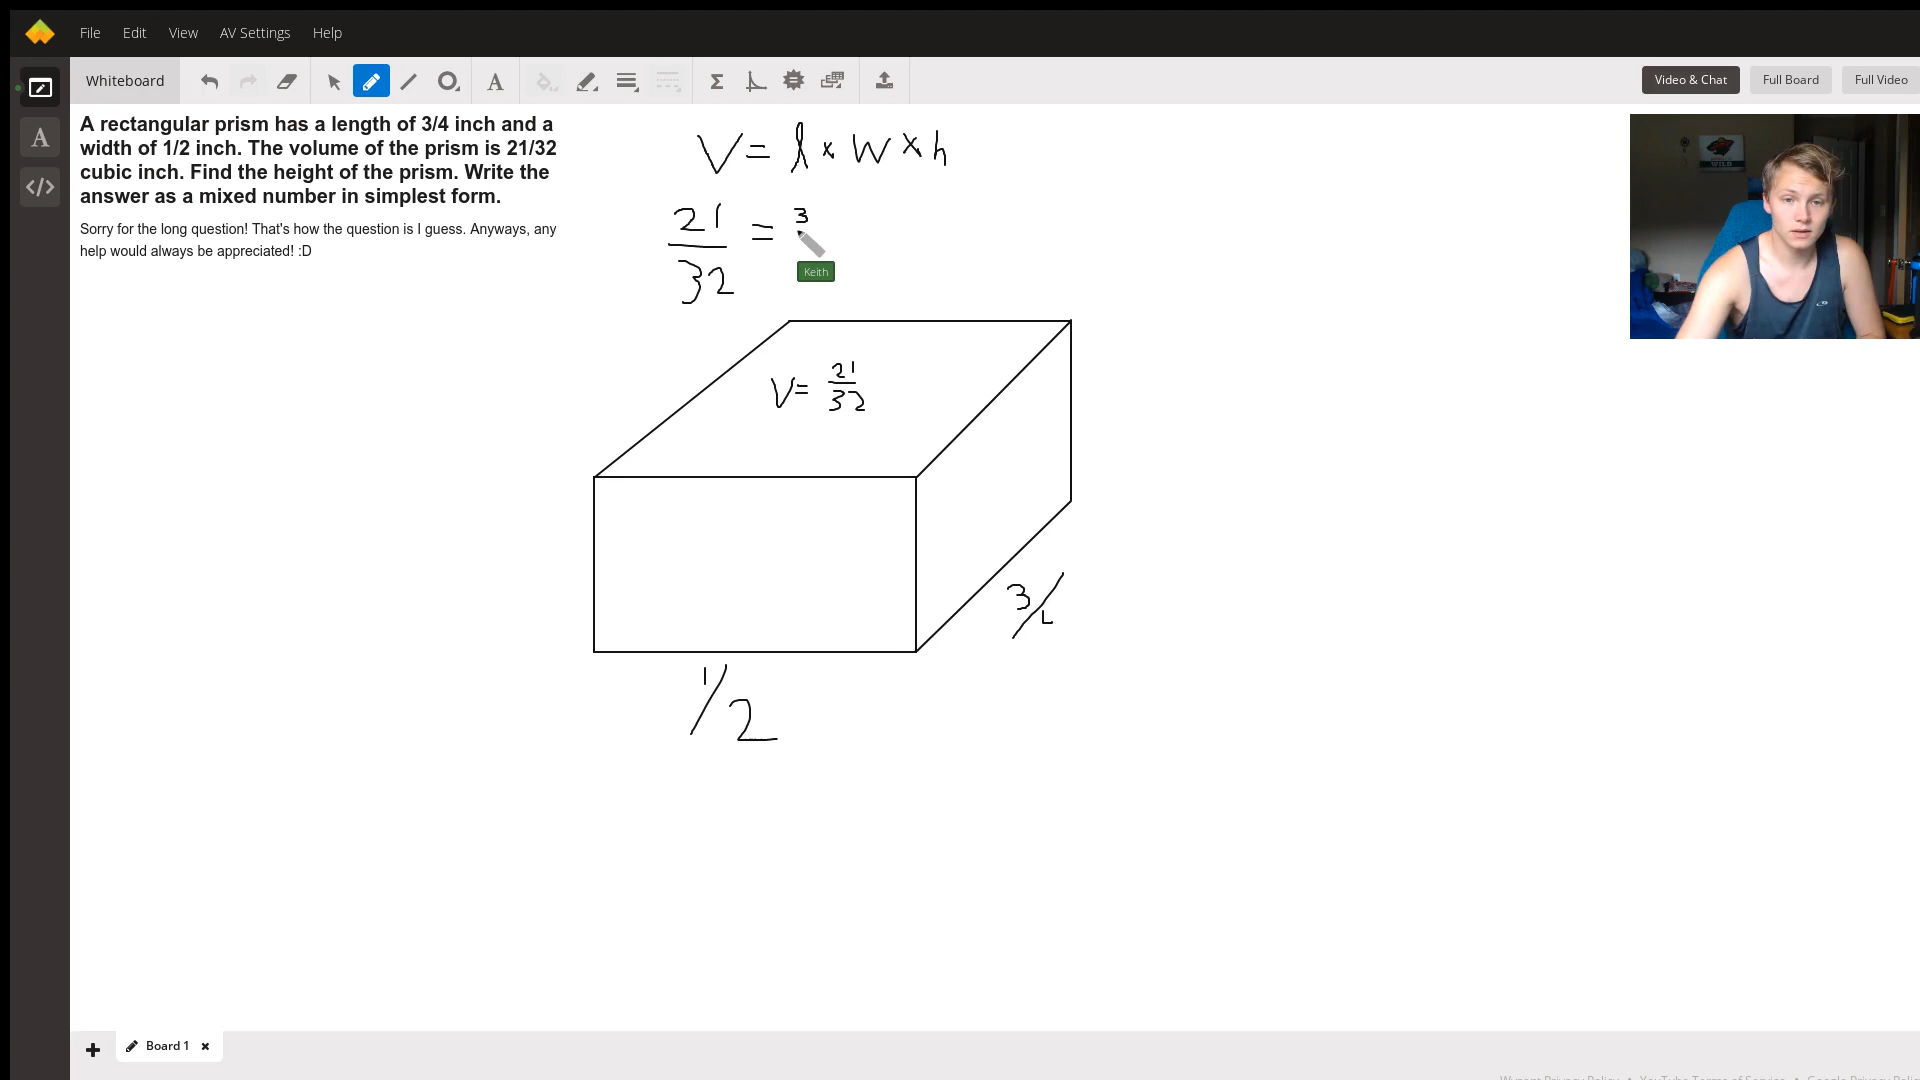 File Edit View AV Settings Help
Whiteboard
A
Σ
Video & Chat Full Board Full Video
A
A rectangular prism has a length of 3/4 inch and a
width of 1/2 inch. The volume of the prism is 21/32
cubic inch. Find the height of the prism. Write the
answer as a mixed number in simplest form.
Sorry for the long question! That's how the question is I guess. Anyways, any
help would always be appreciated! :D
V = l x W x h
21/32 = 3
Keith
WILD
V = 21/32
3/
1/2
Board 1